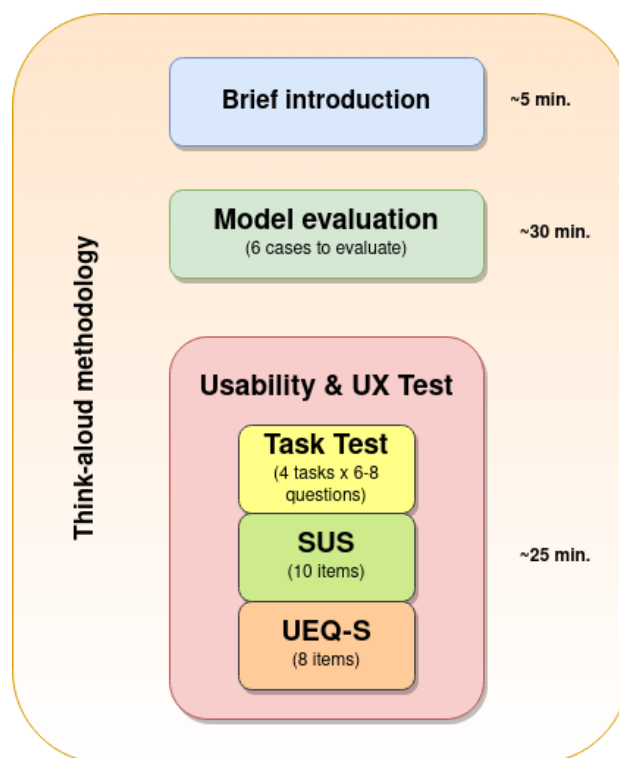 Brief introduction
~5 min.
Model evaluation
(6 cases to evaluate)
~30 min.
Think-aloud methodology
Usability & UX Test
Task Test
(4 tasks x 6-8
questions)
SUS
(10 items)
~25 min.
UEQ-S
(8 items)